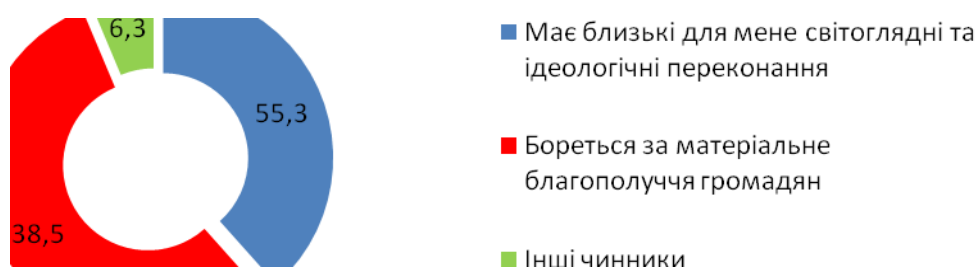 6,3
55,3
38,5
Має близькі для мене світоглядні та
ідеологічні переконання
Бореться за матеріальне
благополуччя громадян
Інші чинники